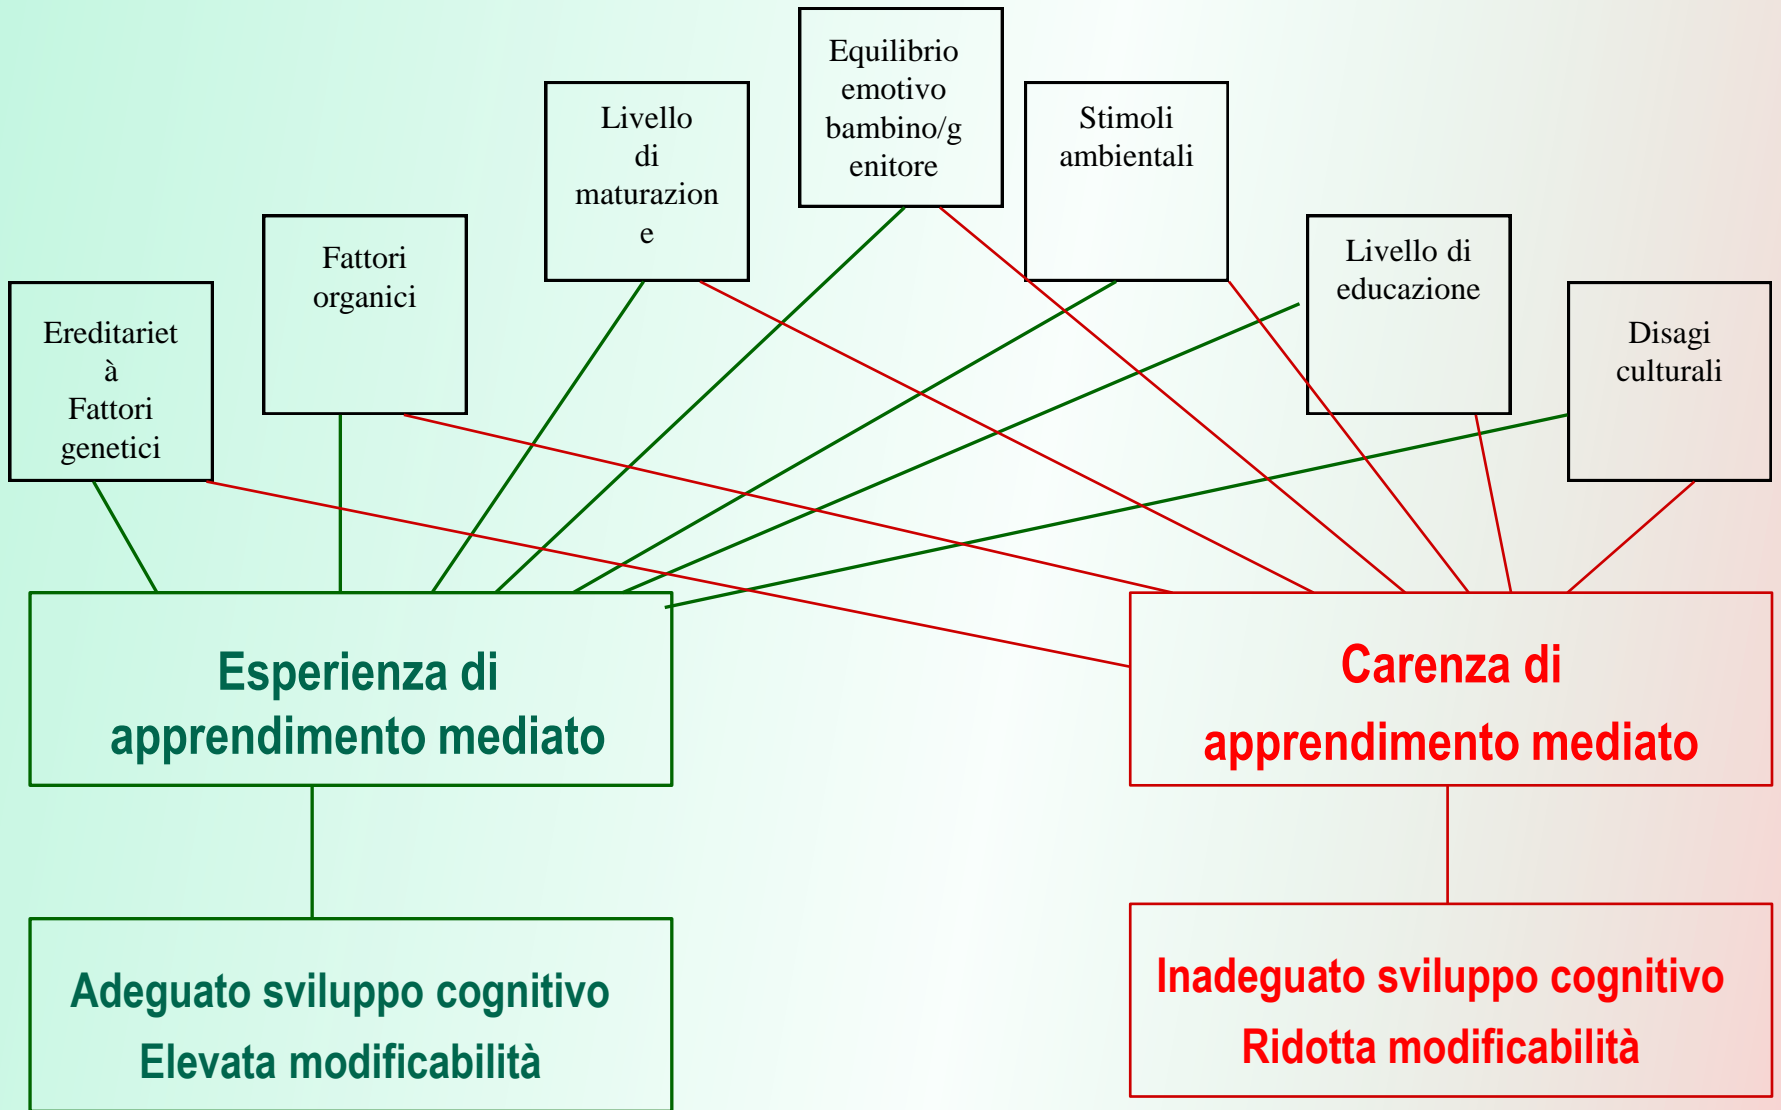 Equilibrio
emotivo
bambino/g
enitore
Livello
di
maturazion
e
Stimoli
ambientali
Fattori
organici
Livello di
educazione
Ereditariet
à
Fattori
genetici
Disagi
culturali
Esperienza di
apprendimento mediato
Carenza di
apprendimento mediato
Adeguato sviluppo cognitivo
Elevata modificabilità
Inadeguato sviluppo cognitivo
Ridotta modificabilità